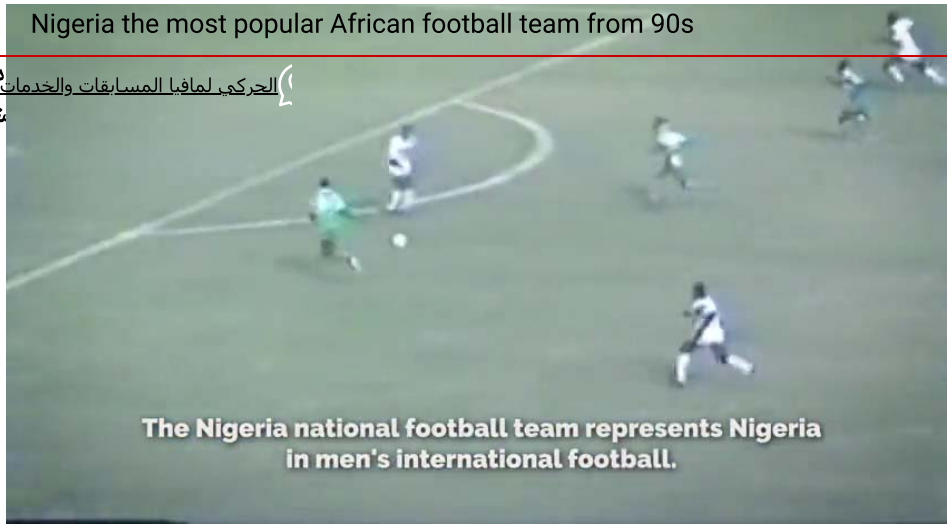 Nigeria the most popular African football team from 90s
الحركي لمافيا المسابقات والخدمات
The Nigeria national football team represents Nigeria
in men's international football.